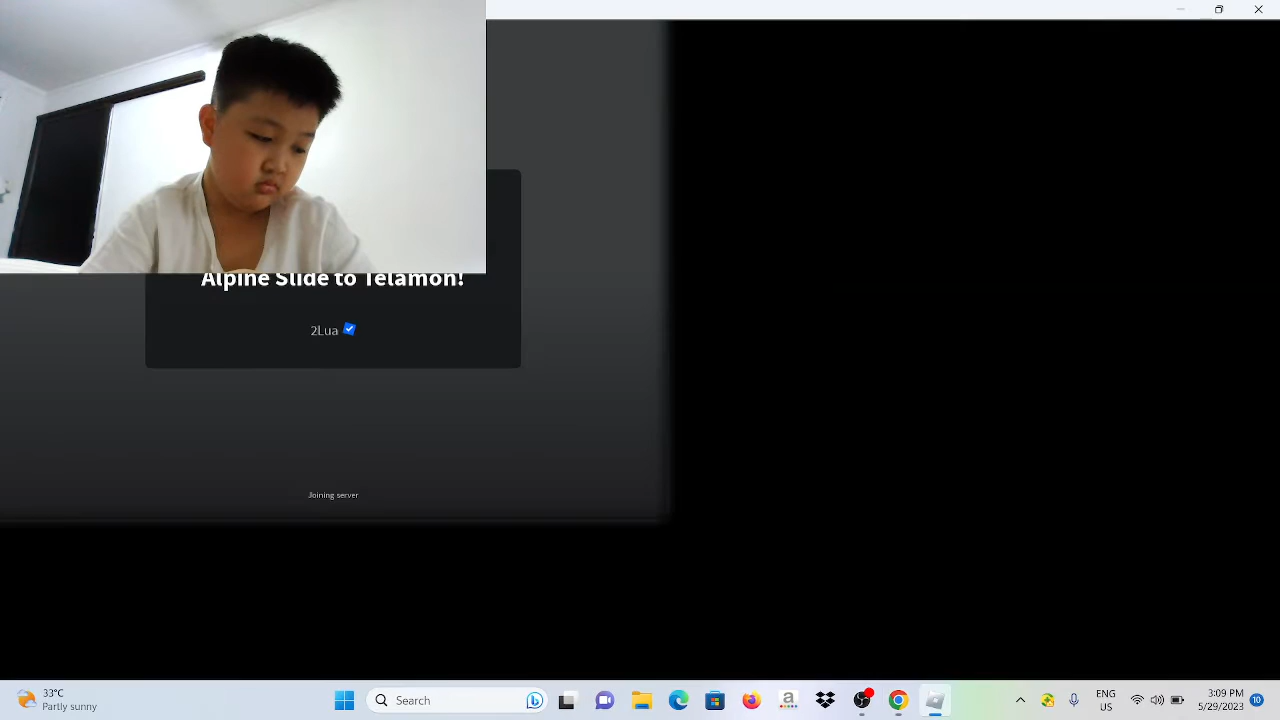 Alpine Slide to Telamon!
2Lua
Joining server
33°C
Partly sunny
Search
ENG
US
3:03 PM
5/29/2023
10